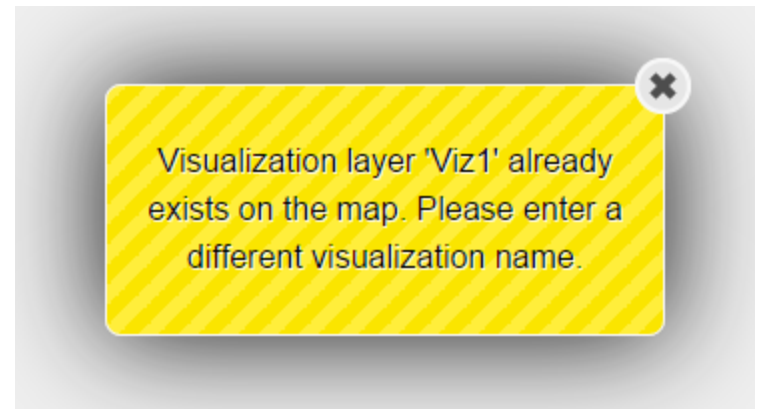 Visualization layer 'Viz1' already
exists on the map. Please enter a
different visualization name.